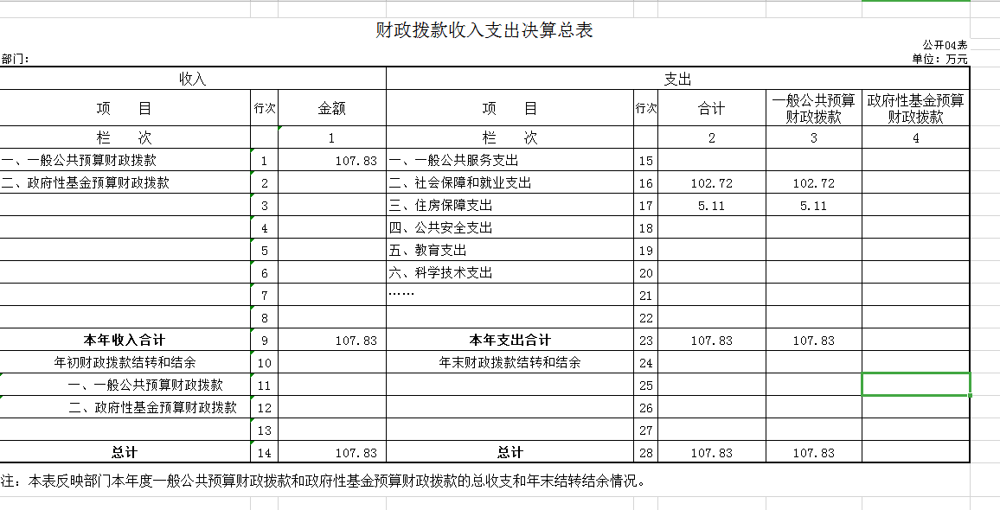 财政拨款收入支出决算总表
公开04表
部门：
单位：万元
收入 支出
项 目 行次 金额 项 目 行次 合计 一般公共预算财政拨款 政府性基金预算财政拨款
栏 次 1 栏 次 2 3 4
一、一般公共预算财政拨款 1 107.83 一、一般公共服务支出 15
二、政府性基金预算财政拨款 2 二、社会保障和就业支出 16 102.72 102.72
3 三、住房保障支出 17 5.11 5.11
4 四、公共安全支出 18
5 五、教育支出 19
6 六、科学技术支出 20
7 …… 21
8 22
本年收入合计 9 107.83 本年支出合计 23 107.83 107.83
年初财政拨款结转和结余 10 年末财政拨款结转和结余 24
一、一般公共预算财政拨款 11 25
二、政府性基金预算财政拨款 12 26
13 27
总计 14 107.83 总计 28 107.83 107.83
注：本表反映部门本年度一般公共预算财政拨款和政府性基金预算财政拨款的总收支和年末结转结余情况。